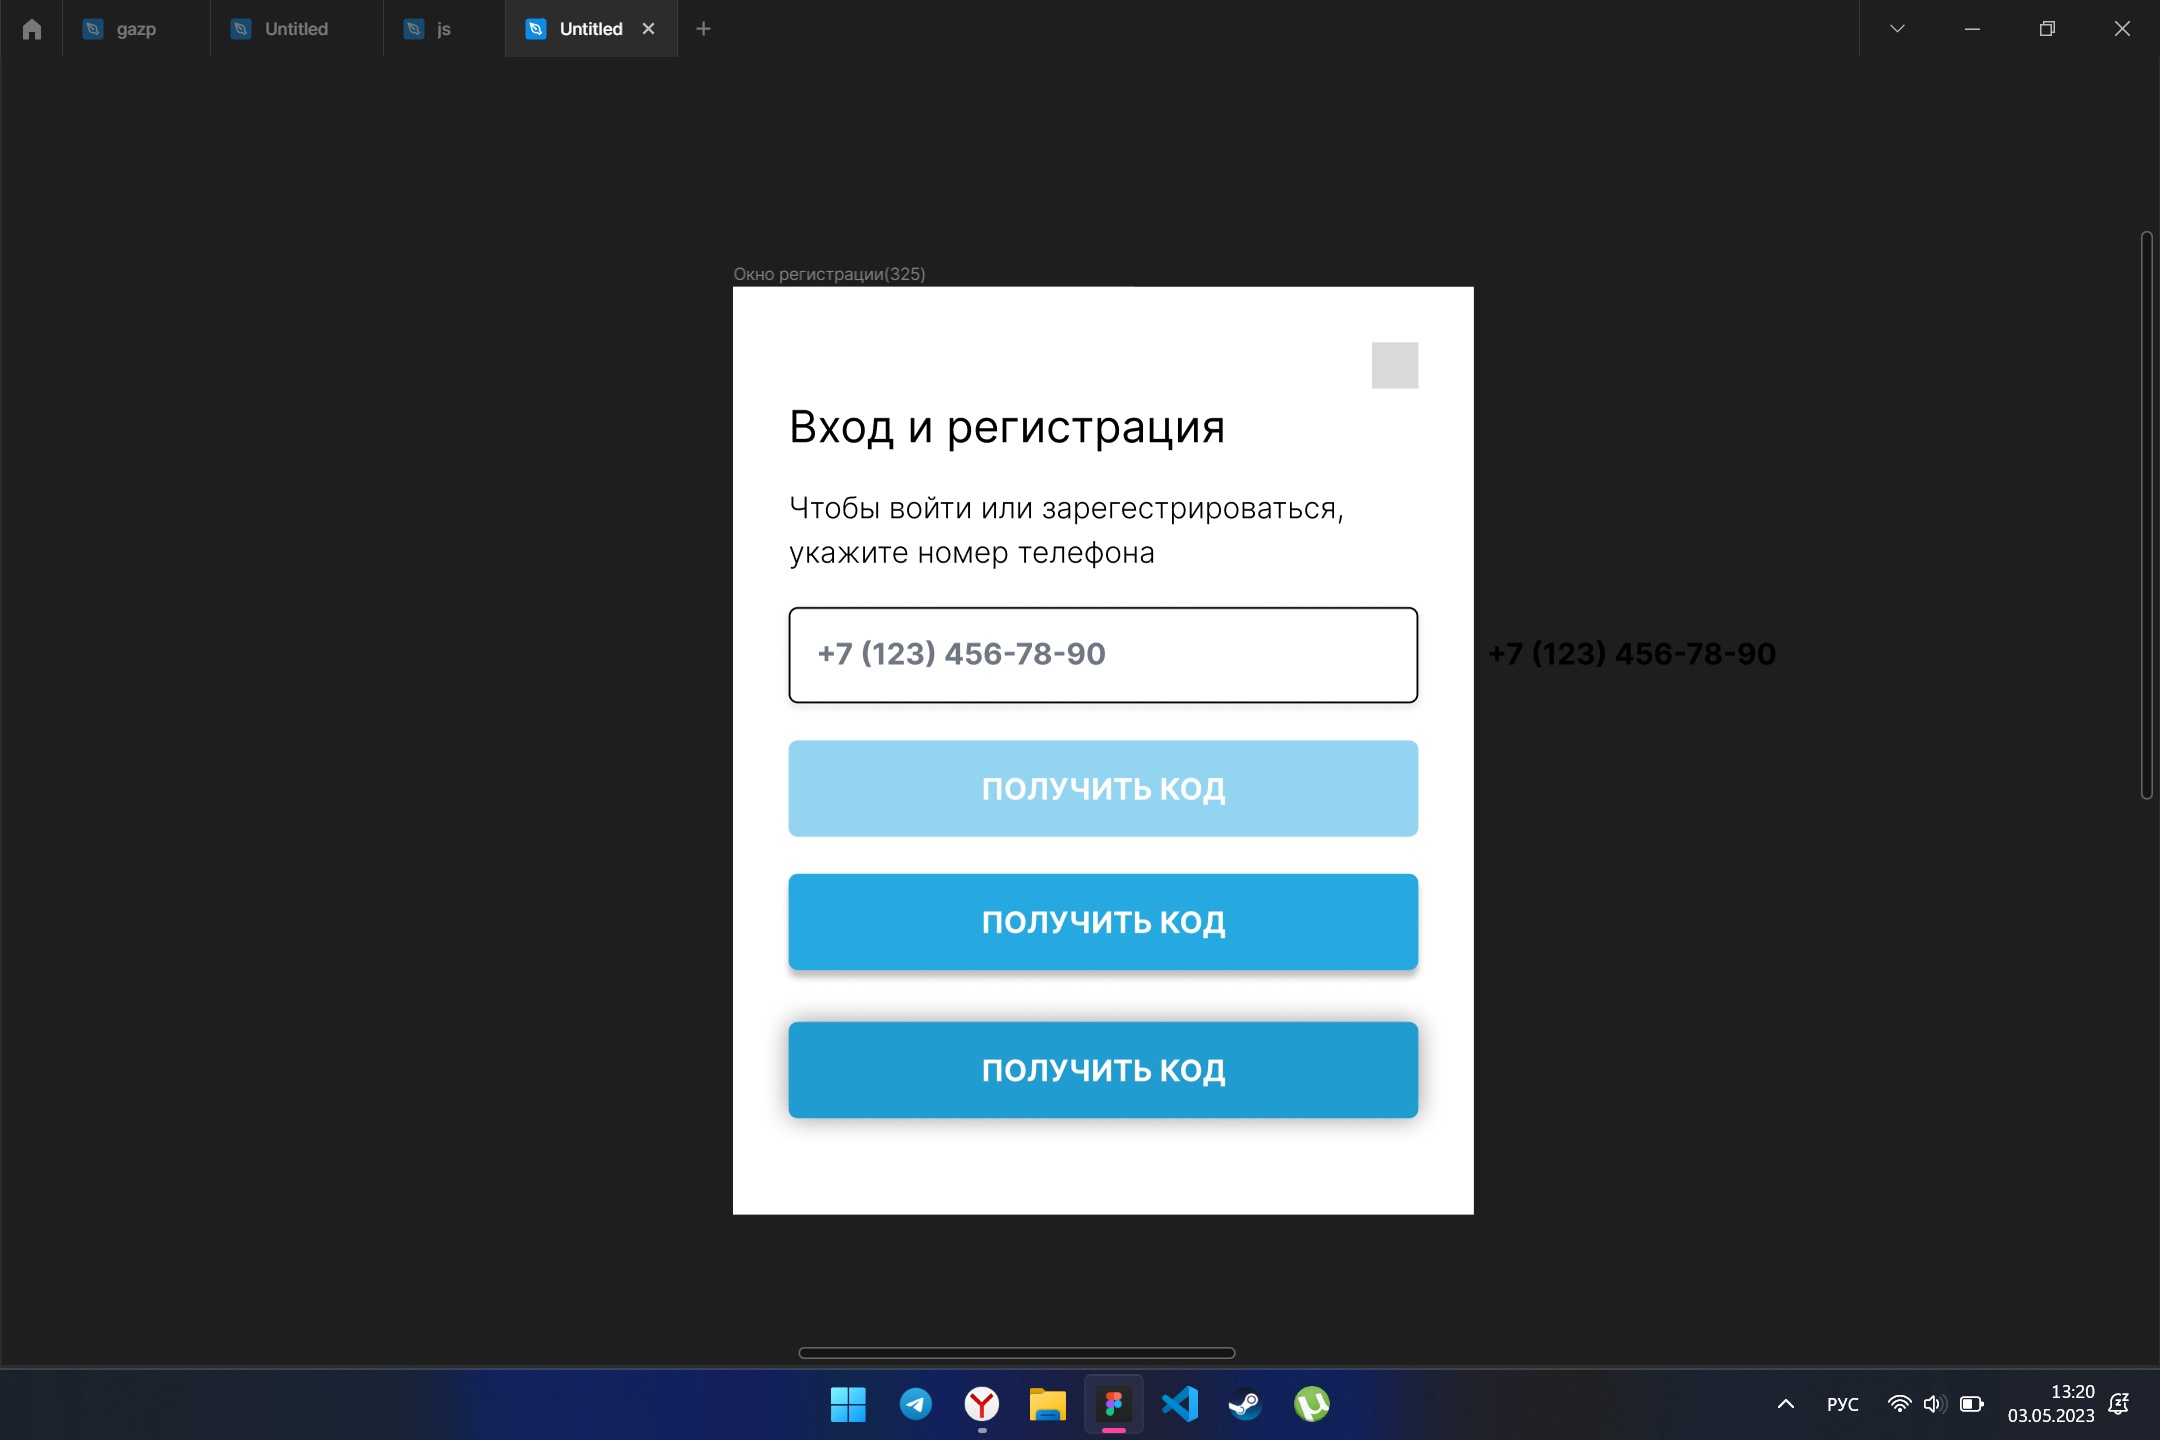 gazp
Untitled
js
Untitled
Окно регистрации(325)
Вход и регистрация
Чтобы войти или зарегестрироваться,
укажите номер телефона
+7 (123) 456-78-90
+7 (123) 456-78-90
ПОЛУЧИТЬ КОД
ПОЛУЧИТЬ КОД
ПОЛУЧИТЬ КОД
РУС
13:20
03.05.2023